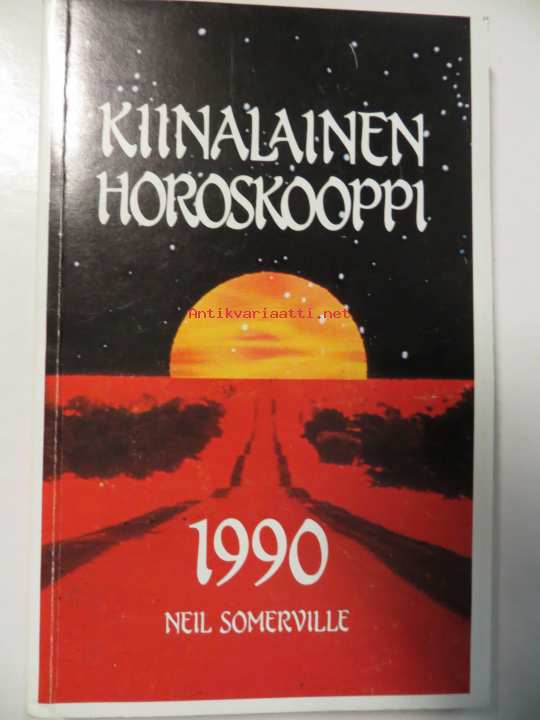 KIINALAINEN
HOROSKOOPPI
Antikvariaatti.net
1990
NEIL SOMERVILLE